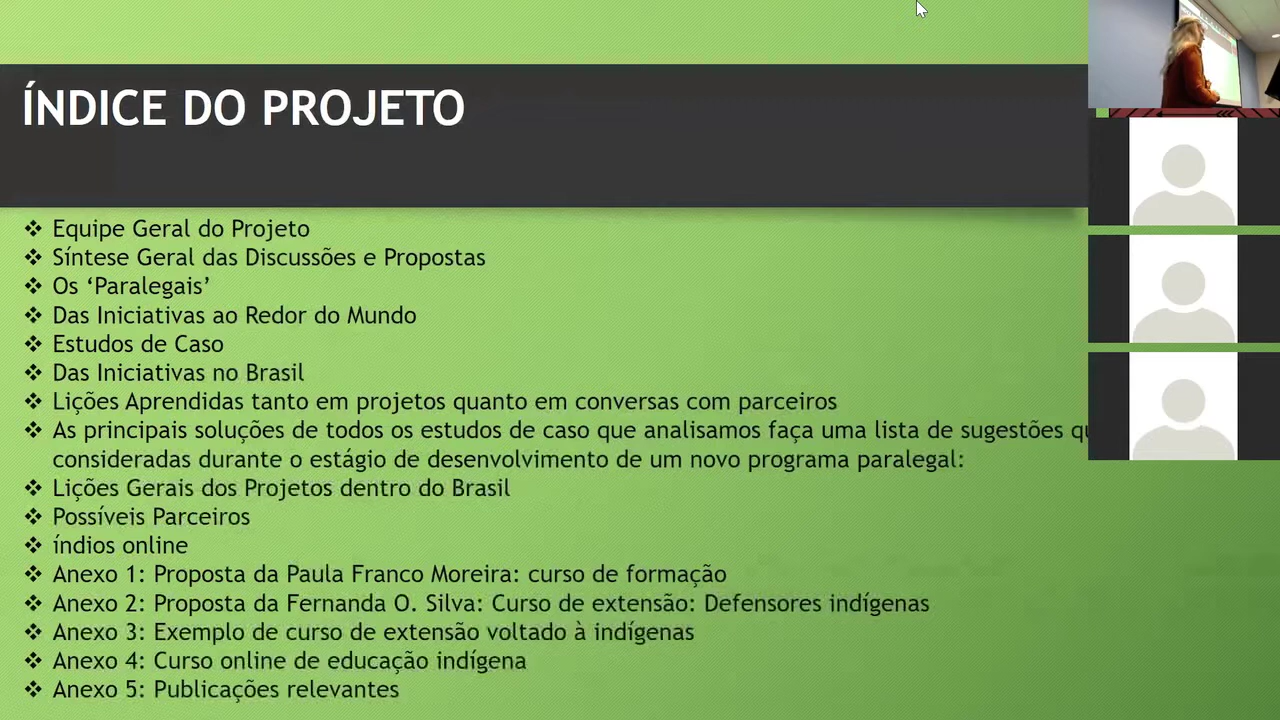 ÍNDICE DO PROJETO
❖ Equipe Geral do Projeto
❖ Síntese Geral das Discussões e Propostas
❖ Os ‘Paralegais’
❖ Das Iniciativas ao Redor do Mundo
❖ Estudos de Caso
❖ Das Iniciativas no Brasil
❖ Lições Aprendidas tanto em projetos quanto em conversas com parceiros
❖ As principais soluções de todos os estudos de caso que analisamos faça uma lista de sugestões
consideradas durante o estágio de desenvolvimento de um novo programa paralegal:
❖ Lições Gerais dos Projetos dentro do Brasil
❖ Possíveis Parceiros
❖ índios online
❖ Anexo 1: Proposta da Paula Franco Moreira: curso de formação
❖ Anexo 2: Proposta da Fernanda O. Silva: Curso de extensão: Defensores indígenas
❖ Anexo 3: Exemplo de curso de extensão voltado à indígenas
❖ Anexo 4: Curso online de educação indígena
❖ Anexo 5: Publicações relevantes